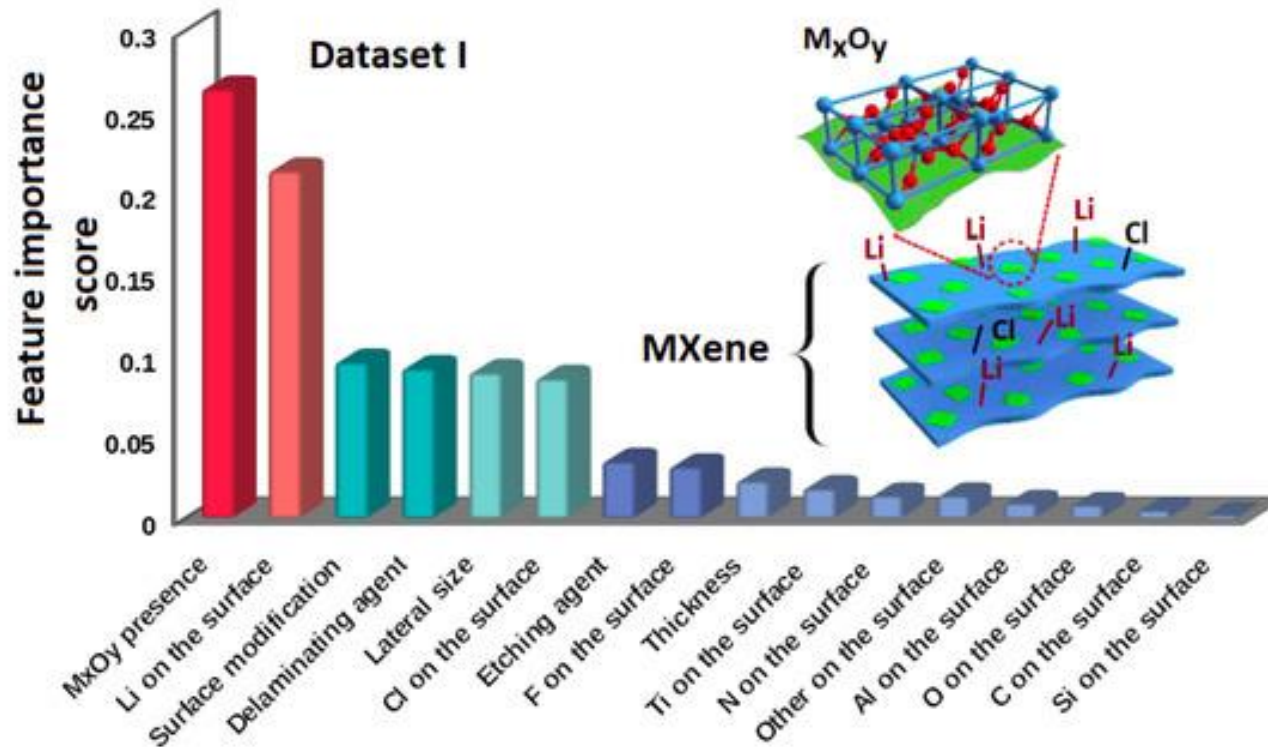 Dataset I
Feature importance
score
0.3
0.25
0.2
0.15
0.1
0.05
0
MxOy presence
Li on the surface
Surface modification
Delaminating agent
Lateral size
Cl on the surface
Etching agent
F on the surface
Thickness
Ti on the surface
N on the surface
Other on the surface
Al on the surface
O on the surface
C on the surface
Si on the surface
MxOy
Li
Li
Li
Cl
MXene
Cl
Li
Li
Li